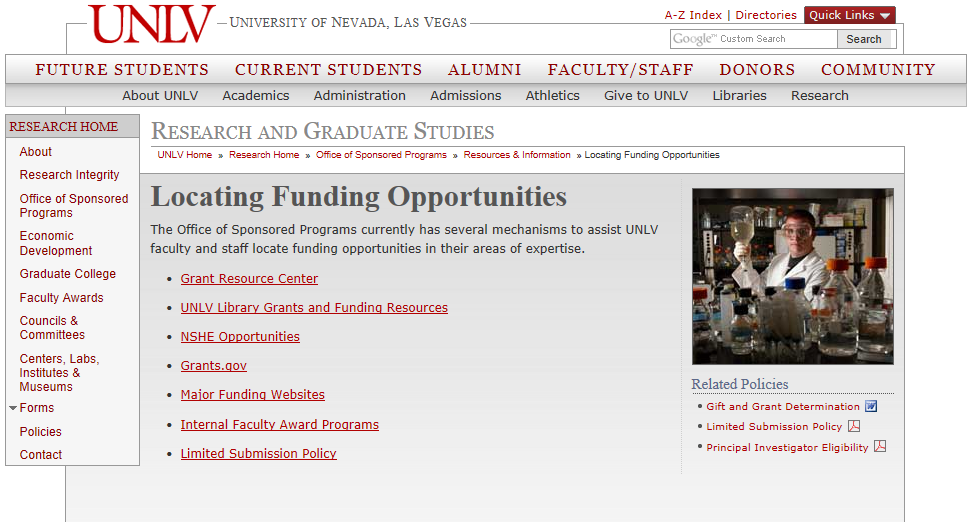 UNLV
UNIVERSITY OF NEVADA, LAS VEGAS
A-Z Index | Directories Quick Links
Google™ Custom Search Search
FUTURE STUDENTS CURRENT STUDENTS ALUMNI FACULTY/STAFF DONORS COMMUNITY
About UNLV Academics Administration Admissions Athletics Give to UNLV Libraries Research
RESEARCH HOME
About
Research Integrity
Office of Sponsored
Programs
Economic
Development
Graduate College
Faculty Awards
Councils &
Committees
Centers, Labs,
Institutes &
Museums
Forms
Policies
Contact
RESEARCH AND GRADUATE STUDIES
UNLV Home » Research Home » Office of Sponsored Programs » Resources & Information » Locating Funding Opportunities
Locating Funding Opportunities
The Office of Sponsored Programs currently has several mechanisms to assist UNLV
faculty and staff locate funding opportunities in their areas of expertise.
• Grant Resource Center
• UNLV Library Grants and Funding Resources
• NSHE Opportunities
• Grants.gov
• Major Funding Websites
• Internal Faculty Award Programs
• Limited Submission Policy
Related Policies
• Gift and Grant Determination
• Limited Submission Policy
• Principal Investigator Eligibility